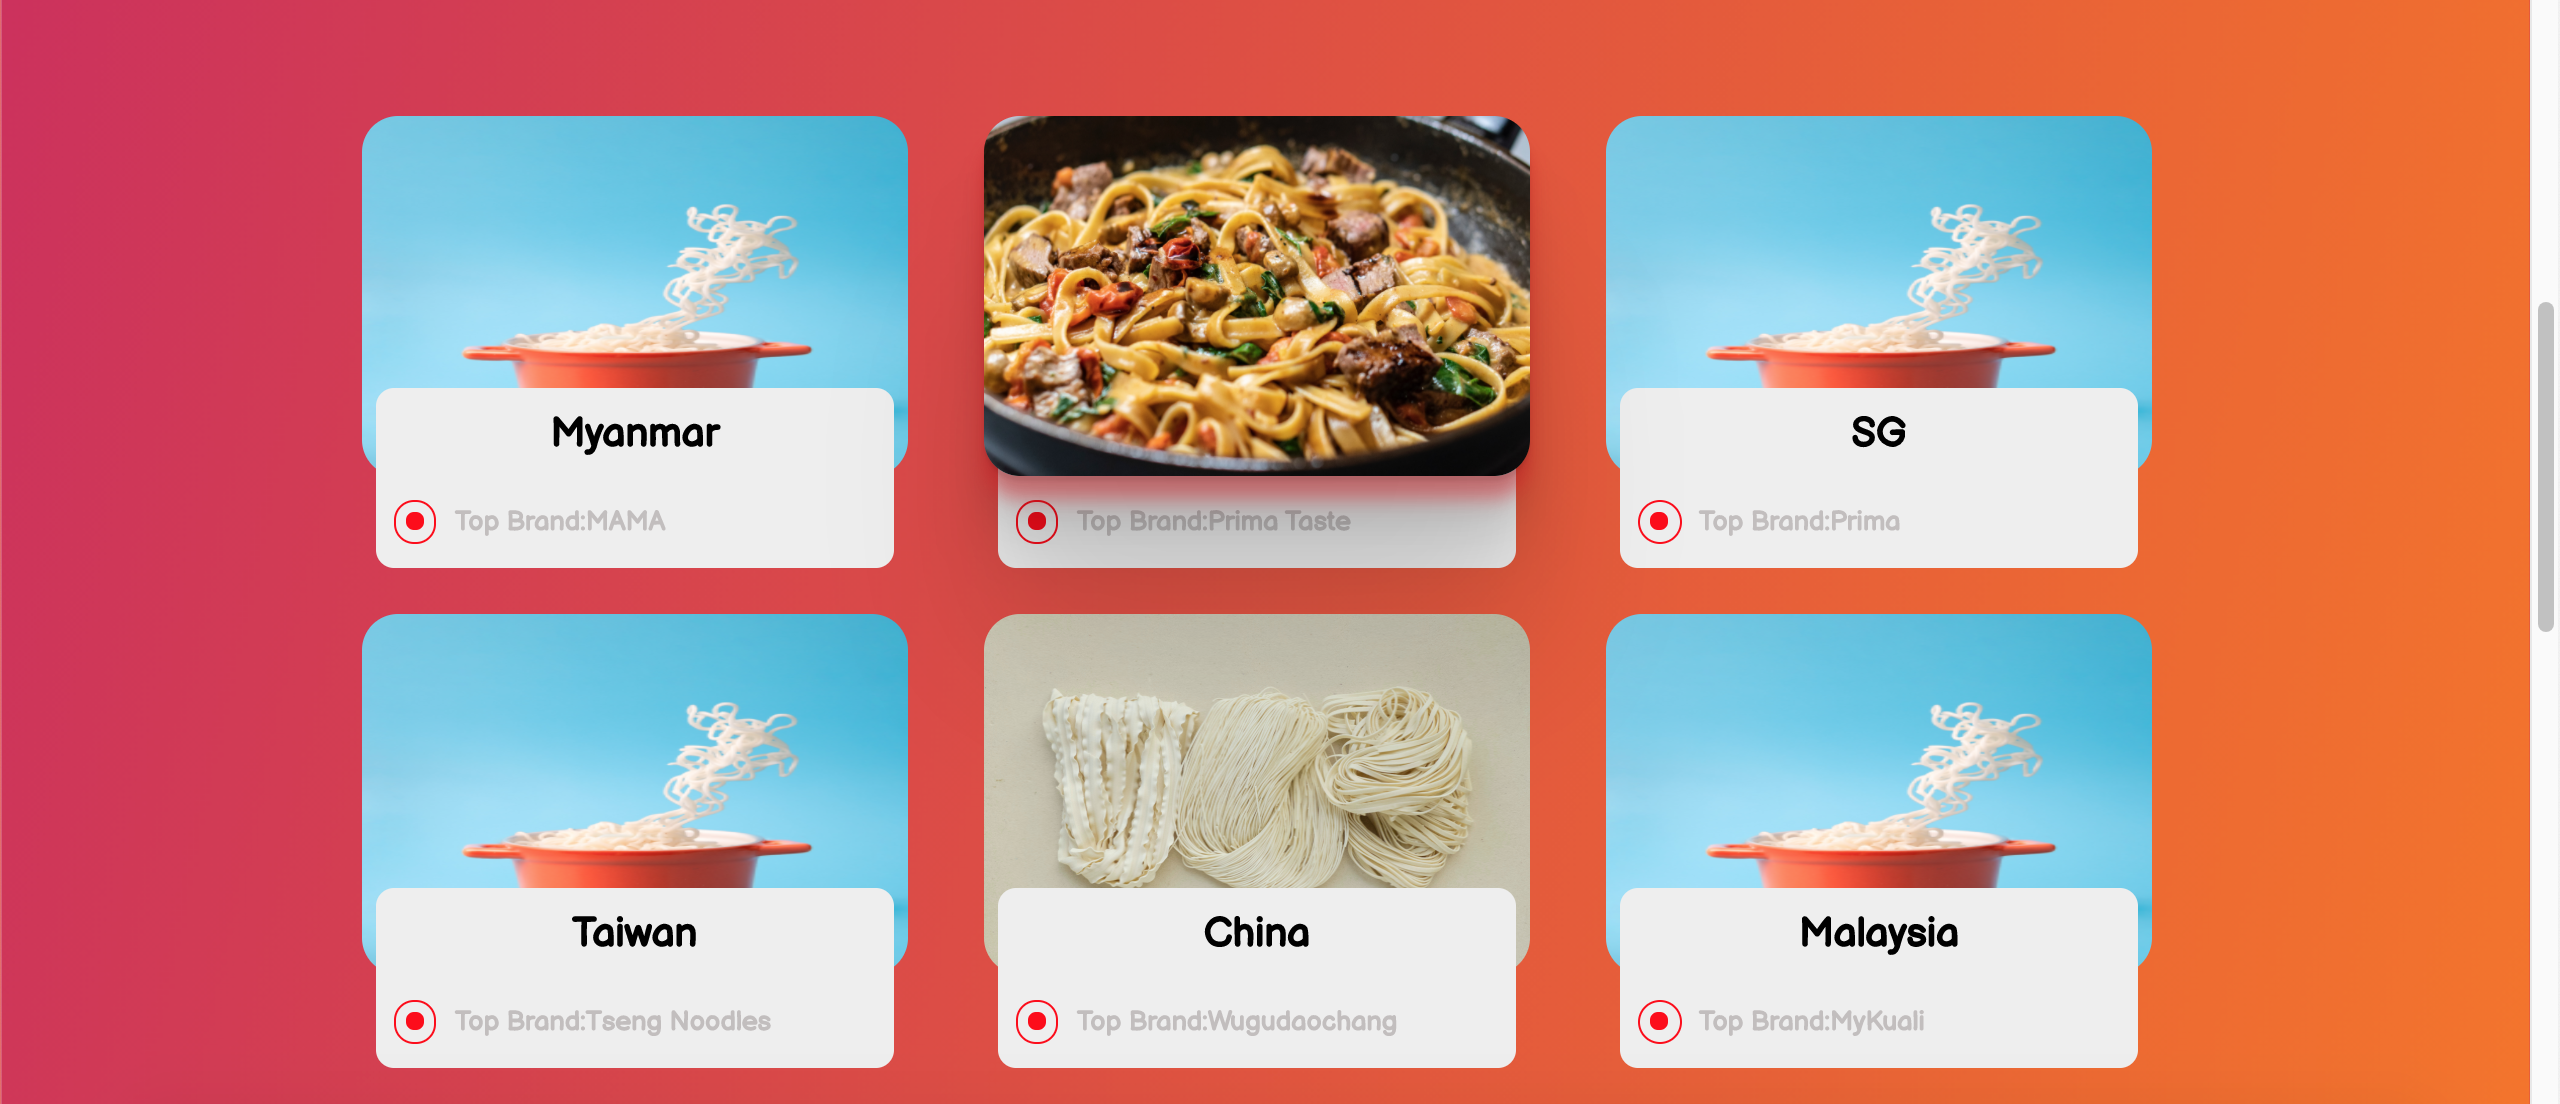 Myanmar
Top Brand:MAMA
Top Brand:Prima Taste
SG
Top Brand:Prima
Taiwan
Top Brand:Tseng Noodles
China
Top Brand:Wugudaochang
Malaysia
Top Brand:MyKuali